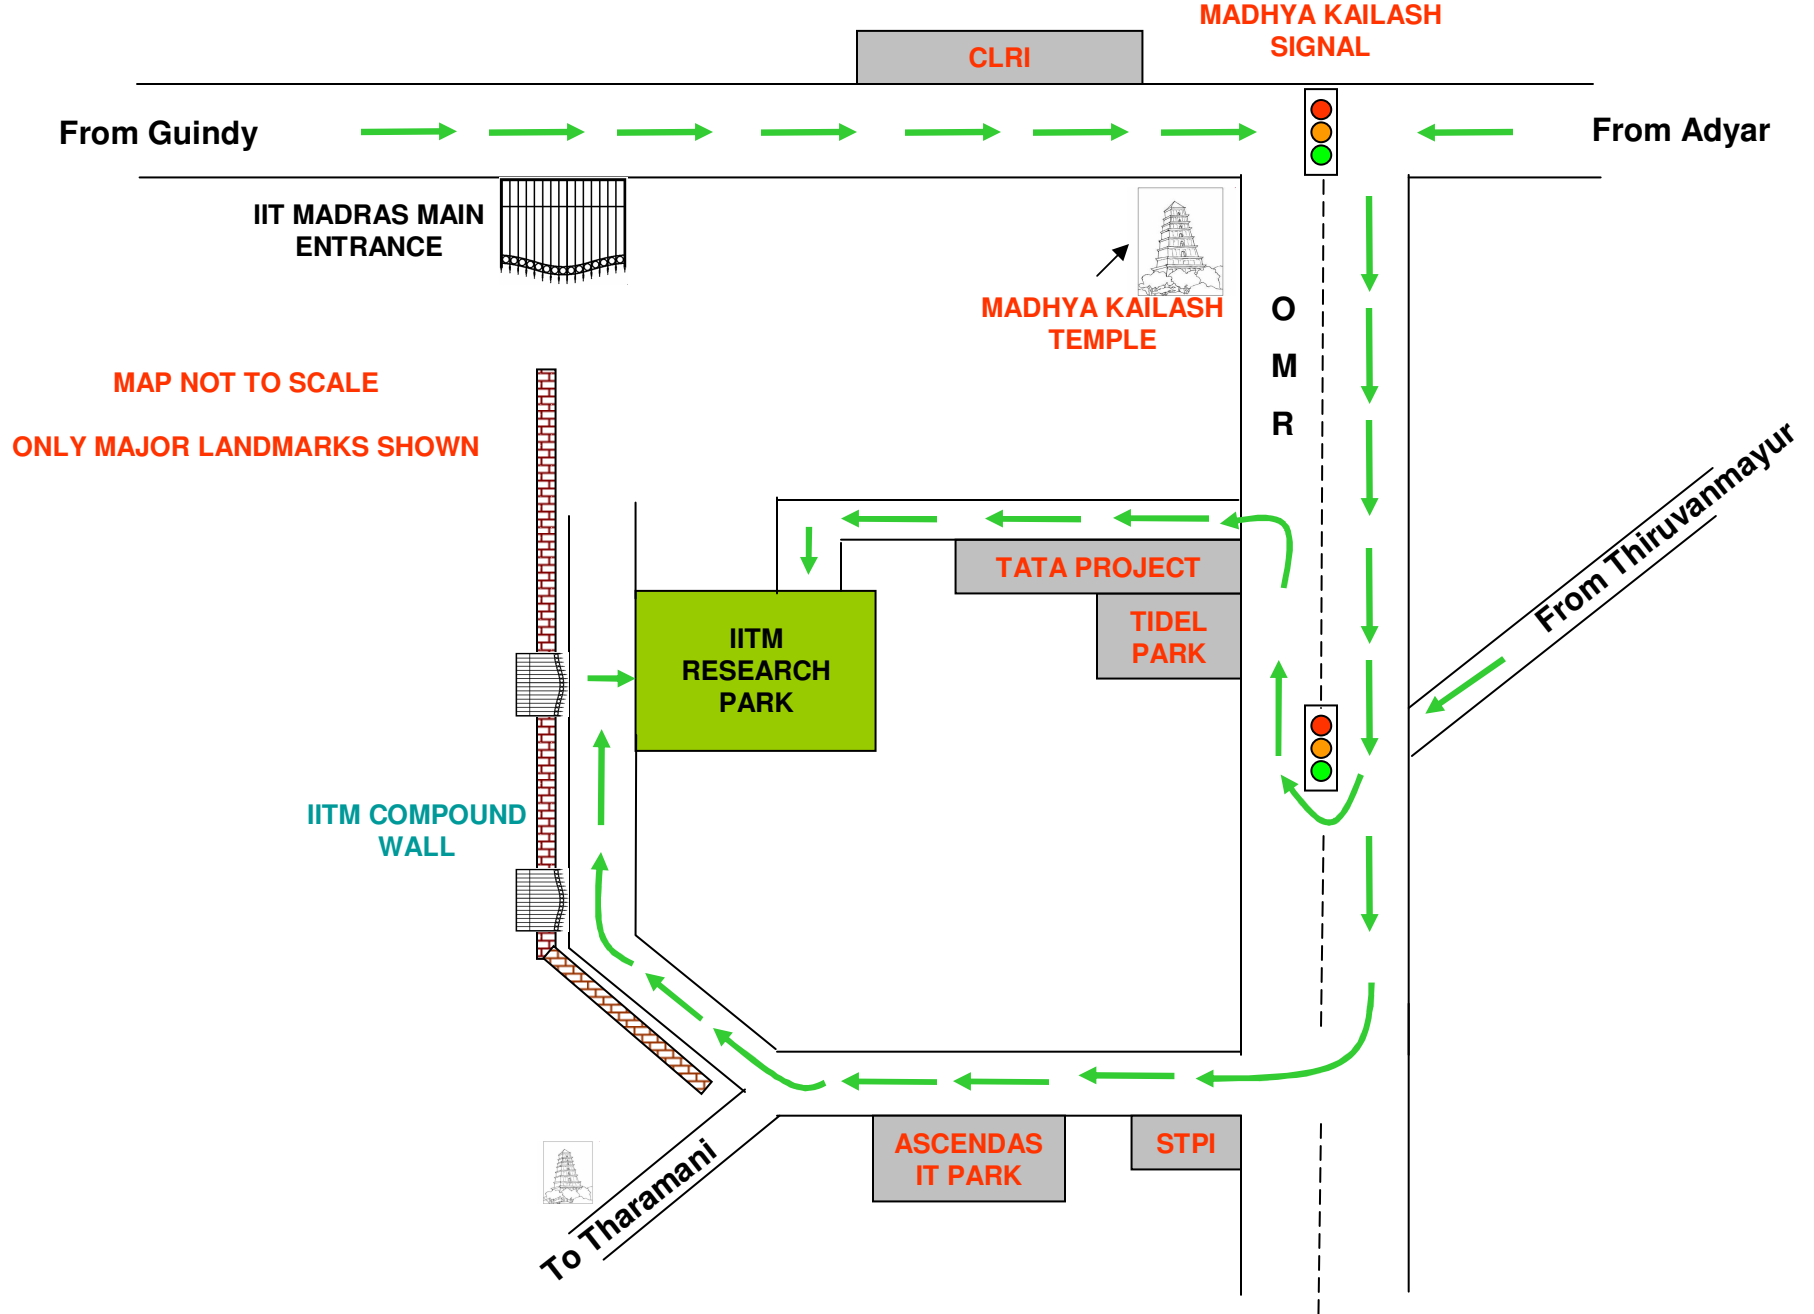 MADHYA KAILASH
SIGNAL
CLRI
From Guindy
From Adyar
IIT MADRAS MAIN
ENTRANCE
MADHYA KAILASH
TEMPLE
O
M
R
MAP NOT TO SCALE
ONLY MAJOR LANDMARKS SHOWN
From Thiruvanmayur
TATA PROJECT
TIDEL
PARK
IITM
RESEARCH
PARK
IITM COMPOUND
WALL
ASCENDAS
IT PARK
STPI
To Tharamani